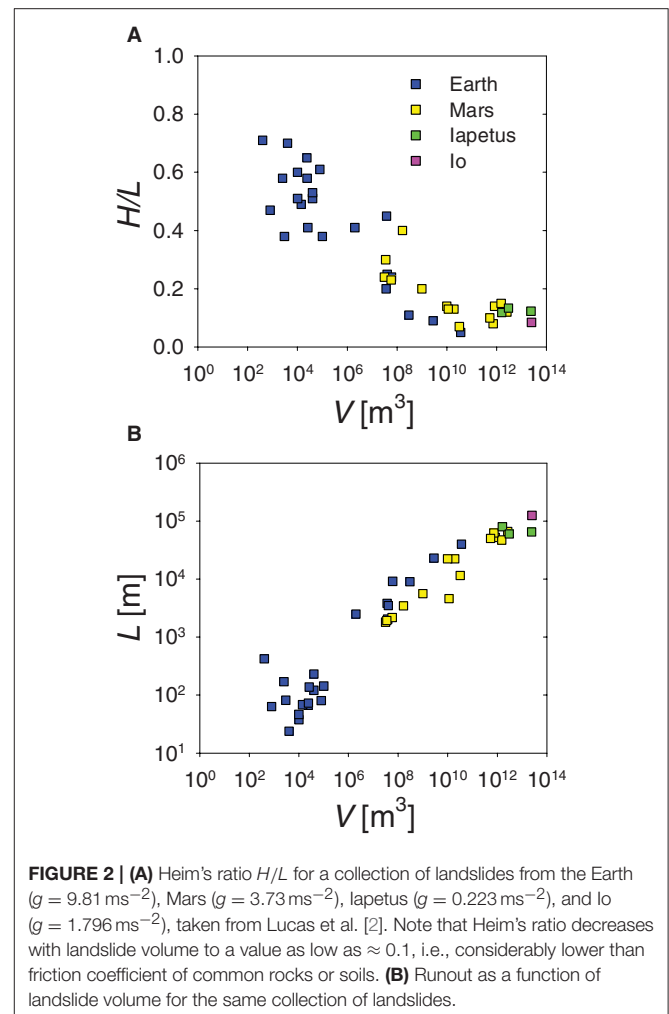 A
1.0
0.8
0.6
0.4
0.2
0.0
H/L
Earth
Mars
Iapetus
Io
10⁰ 10² 10⁴ 10⁶ 10⁸ 10¹⁰ 10¹² 10¹⁴
V [m³]
B
10⁶
10⁵
10⁴
10³
10²
10¹
L [m]
10⁰ 10² 10⁴ 10⁶ 10⁸ 10¹⁰ 10¹² 10¹⁴
V [m³]
FIGURE 2 | (A) Heim's ratio H/L for a collection of landslides from the Earth
(g = 9.81 ms⁻²), Mars (g = 3.73 ms⁻²), Iapetus (g = 0.223 ms⁻²), and Io
(g = 1.796 ms⁻²), taken from Lucas et al. [2]. Note that Heim's ratio decreases
with landslide volume to a value as low as ≈ 0.1, i.e., considerably lower than
friction coefficient of common rocks or soils. (B) Runout as a function of
landslide volume for the same collection of landslides.